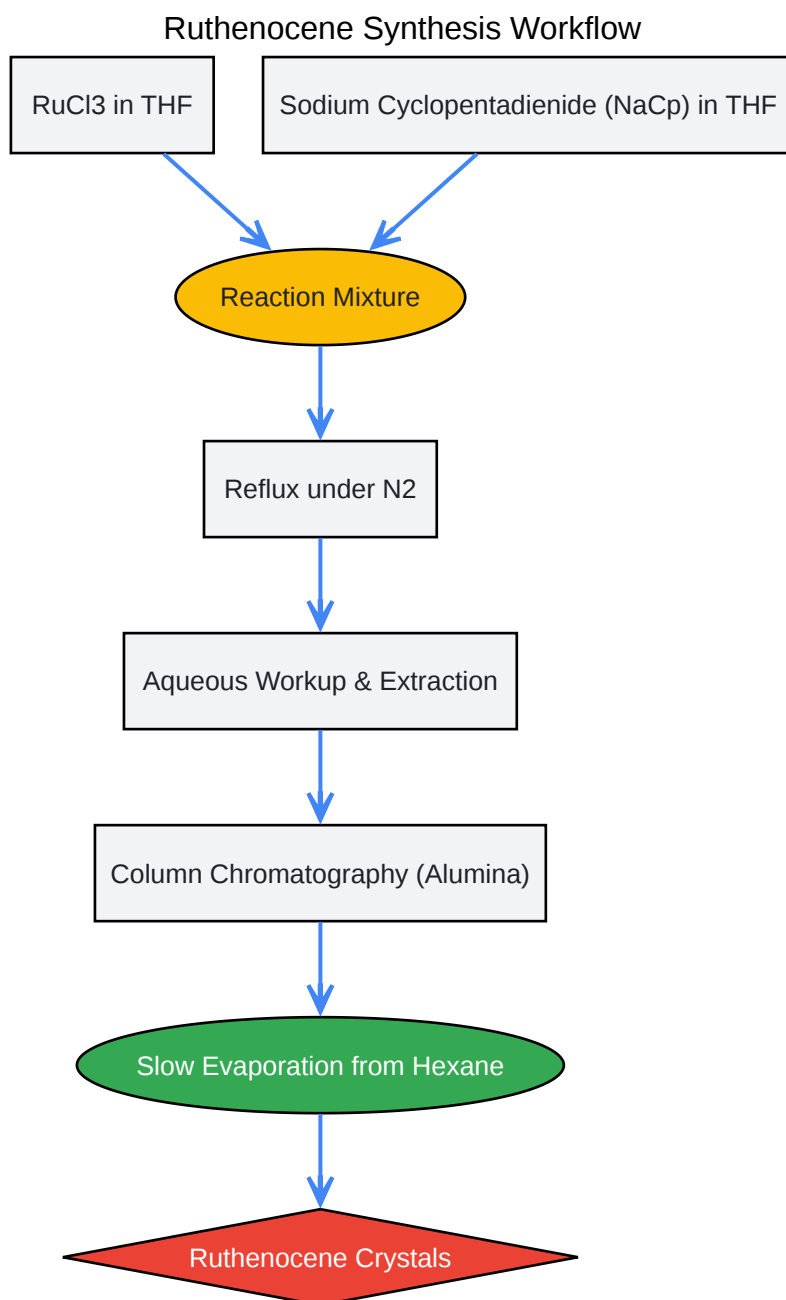 Ruthenocene Synthesis Workflow
RuCl3 in THF
Sodium Cyclopentadienide (NaCp) in THF
Reaction Mixture
Reflux under N2
Aqueous Workup & Extraction
Column Chromatography (Alumina)
Slow Evaporation from Hexane
Ruthenocene Crystals